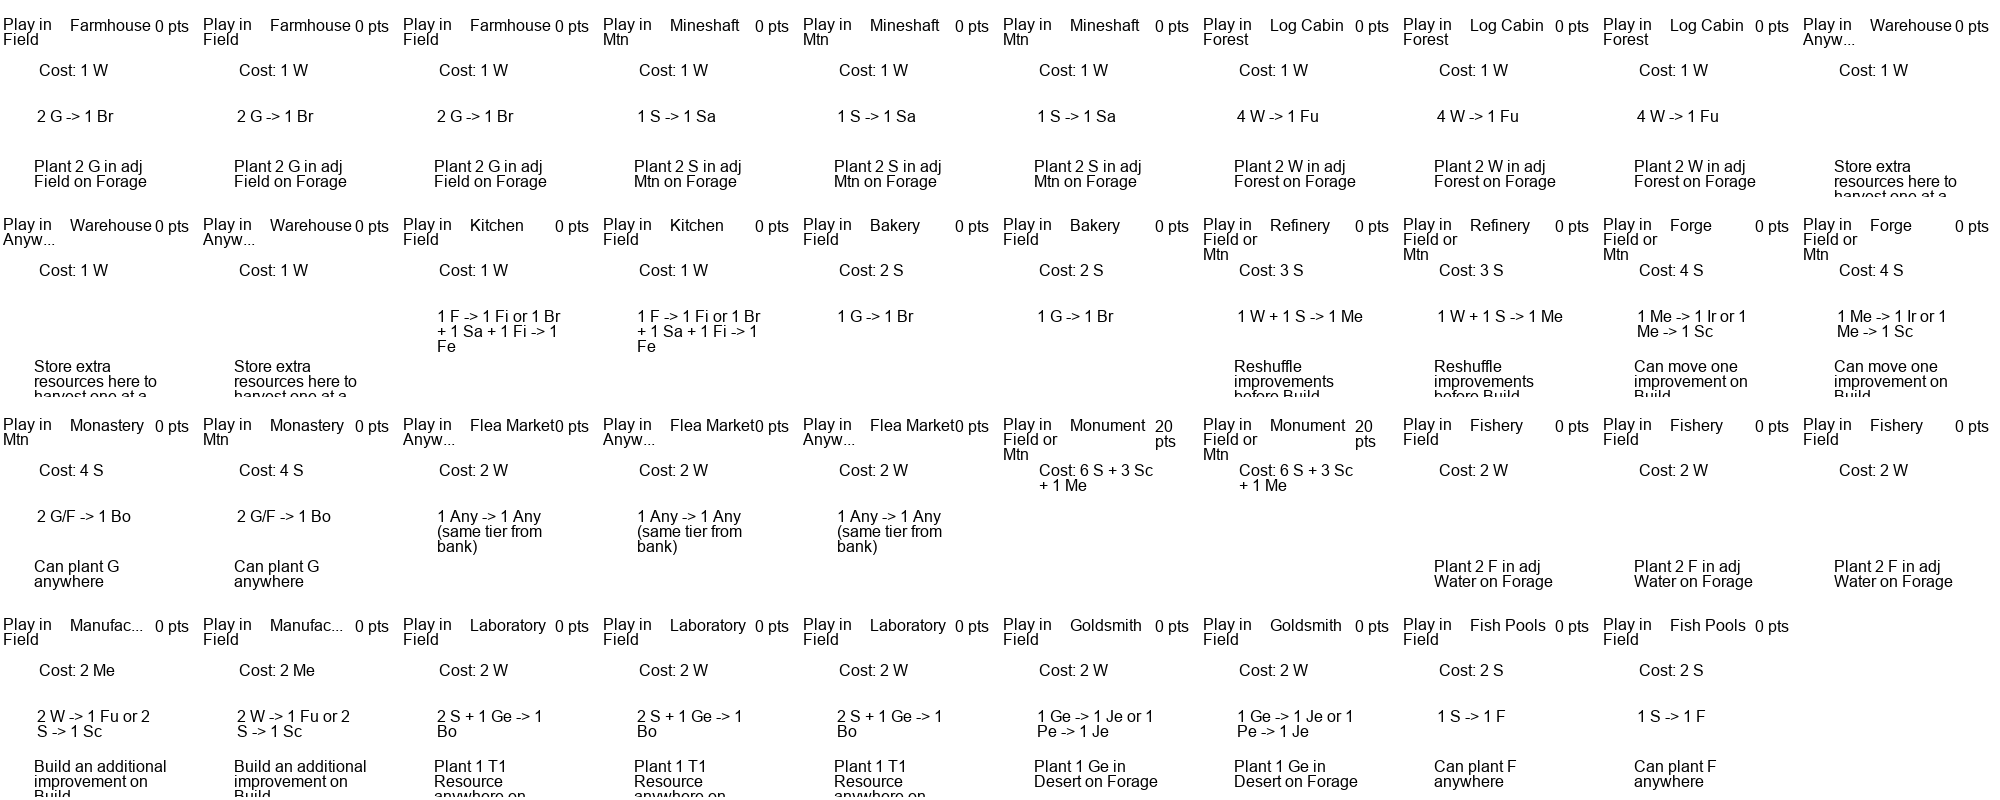 Play in
Field
Farmhouse
0 pts
Cost: 1 W
2 G -> 1 Br
Plant 2 G in adj
Field on Forage
Play in
Field
Farmhouse
0 pts
Cost: 1 W
2 G -> 1 Br
Plant 2 G in adj
Field on Forage
Play in
Field
Farmhouse
0 pts
Cost: 1 W
2 G -> 1 Br
Plant 2 G in adj
Field on Forage
Play in
Mtn
Mineshaft
0 pts
Cost: 1 W
1 S -> 1 Sa
Plant 2 S in adj
Mtn on Forage
Play in
Mtn
Mineshaft
0 pts
Cost: 1 W
1 S -> 1 Sa
Plant 2 S in adj
Mtn on Forage
Play in
Mtn
Mineshaft
0 pts
Cost: 1 W
1 S -> 1 Sa
Plant 2 S in adj
Mtn on Forage
Play in
Forest
Log Cabin
0 pts
Cost: 1 W
4 W -> 1 Fu
Plant 2 W in adj
Forest on Forage
Play in
Forest
Log Cabin
0 pts
Cost: 1 W
4 W -> 1 Fu
Plant 2 W in adj
Forest on Forage
Play in
Forest
Log Cabin
0 pts
Cost: 1 W
4 W -> 1 Fu
Plant 2 W in adj
Forest on Forage
Play in
Anyw...
Warehouse
0 pts
Cost: 1 W
Store extra
resources here to
harvest one at a
Play in
Anyw...
Warehouse
0 pts
Cost: 1 W
Store extra
resources here to
harvest one at a
Play in
Anyw...
Warehouse
0 pts
Cost: 1 W
Store extra
resources here to
harvest one at a
Play in
Field
Kitchen
0 pts
Cost: 1 W
1 F -> 1 Fi or 1 Br
+ 1 Sa + 1 Fi -> 1
Fe
Play in
Field
Kitchen
0 pts
Cost: 1 W
1 F -> 1 Fi or 1 Br
+ 1 Sa + 1 Fi -> 1
Fe
Play in
Field
Bakery
0 pts
Cost: 2 S
1 G -> 1 Br
Play in
Field
Bakery
0 pts
Cost: 2 S
1 G -> 1 Br
Play in
Field or
Mtn
Refinery
0 pts
Cost: 3 S
1 W + 1 S -> 1 Me
Reshuffle
improvements
before Build
Play in
Field or
Mtn
Refinery
0 pts
Cost: 3 S
1 W + 1 S -> 1 Me
Reshuffle
improvements
before Build
Play in
Field or
Mtn
Forge
0 pts
Cost: 4 S
1 Me -> 1 Ir or 1
Me -> 1 Sc
Can move one
improvement on
Build
Play in
Field or
Mtn
Forge
0 pts
Cost: 4 S
1 Me -> 1 Ir or 1
Me -> 1 Sc
Can move one
improvement on
Build
Play in
Mtn
Monastery
0 pts
Cost: 4 S
2 G/F -> 1 Bo
Can plant G
anywhere
Play in
Mtn
Monastery
0 pts
Cost: 4 S
2 G/F -> 1 Bo
Can plant G
anywhere
Play in
Anyw...
Flea Market
0 pts
Cost: 2 W
1 Any -> 1 Any
(same tier from
bank)
Play in
Anyw...
Flea Market
0 pts
Cost: 2 W
1 Any -> 1 Any
(same tier from
bank)
Play in
Anyw...
Flea Market
0 pts
Cost: 2 W
1 Any -> 1 Any
(same tier from
bank)
Play in
Field or
Mtn
Monument
20
pts
Cost: 6 S + 3 Sc
+ 1 Me
Play in
Field or
Mtn
Monument
20
pts
Cost: 6 S + 3 Sc
+ 1 Me
Play in
Field
Fishery
0 pts
Cost: 2 W
Plant 2 F in adj
Water on Forage
Play in
Field
Fishery
0 pts
Cost: 2 W
Plant 2 F in adj
Water on Forage
Play in
Field
Fishery
0 pts
Cost: 2 W
Plant 2 F in adj
Water on Forage
Play in
Field
Manufac...
0 pts
Cost: 2 Me
2 W -> 1 Fu or 2
S -> 1 Sc
Build an additional
improvement on
Build
Play in
Field
Manufac...
0 pts
Cost: 2 Me
2 W -> 1 Fu or 2
S -> 1 Sc
Build an additional
improvement on
Build
Play in
Field
Laboratory
0 pts
Cost: 2 W
2 S + 1 Ge -> 1
Bo
Plant 1 T1
Resource
anywhere on
Play in
Field
Laboratory
0 pts
Cost: 2 W
2 S + 1 Ge -> 1
Bo
Plant 1 T1
Resource
anywhere on
Play in
Field
Laboratory
0 pts
Cost: 2 W
2 S + 1 Ge -> 1
Bo
Plant 1 T1
Resource
anywhere on
Play in
Field
Goldsmith
0 pts
Cost: 2 W
1 Ge -> 1 Je or 1
Pe -> 1 Je
Plant 1 Ge in
Desert on Forage
Play in
Field
Goldsmith
0 pts
Cost: 2 W
1 Ge -> 1 Je or 1
Pe -> 1 Je
Plant 1 Ge in
Desert on Forage
Play in
Field
Fish Pools
0 pts
Cost: 2 S
1 S -> 1 F
Can plant F
anywhere
Play in
Field
Fish Pools
0 pts
Cost: 2 S
1 S -> 1 F
Can plant F
anywhere